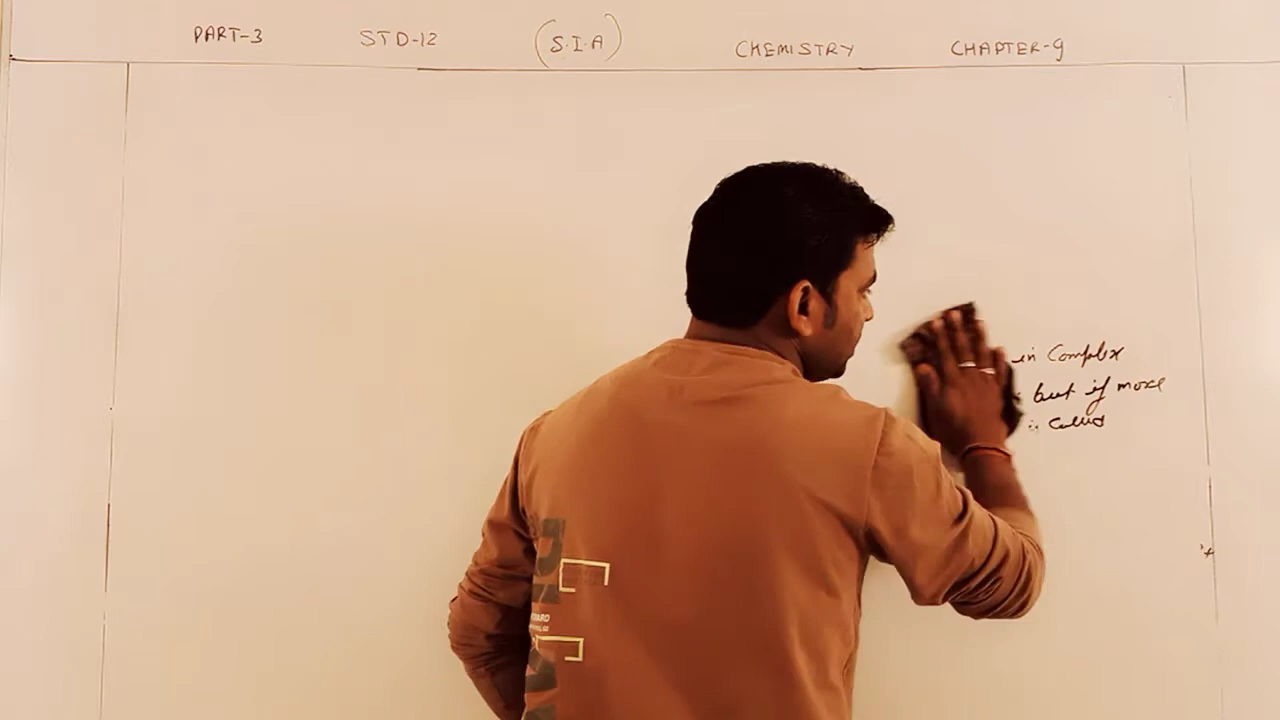 PART-3 STD-12 (S.I.A) CHEMISTRY CHAPTER-9
in Complex
but if more
is called